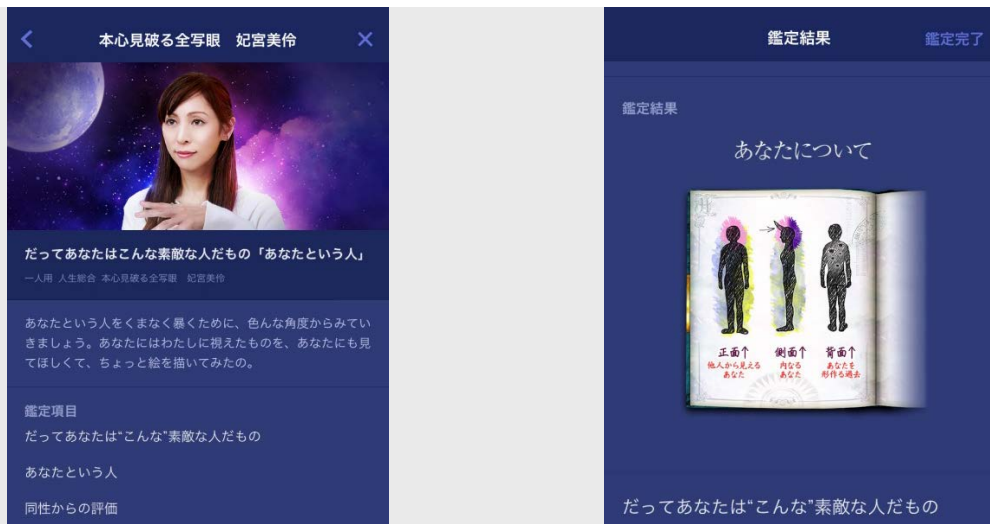 本心見破る全写眼　妃宮美伶
だってあなたはこんな素敵な人だもの「あなたという人」
一人用 人生総合 本心見破る全写眼　妃宮美伶
あなたという人をくまなく暴くために、色んな角度からみてい
きましょう。あなたにはわたしに視えたものを、あなたにも見
てほしくて、ちょっと絵を描いてみたの。
鑑定項目
だってあなたは“こんな”素敵な人だもの
あなたという人
同性からの評価
鑑定結果
鑑定完了
鑑定結果
あなたについて
正面↑
他人から見える
あなた
側面↑
内なる
あなた
背面↑
あなたを
形作る過去
だってあなたは“こんな”素敵な人だもの